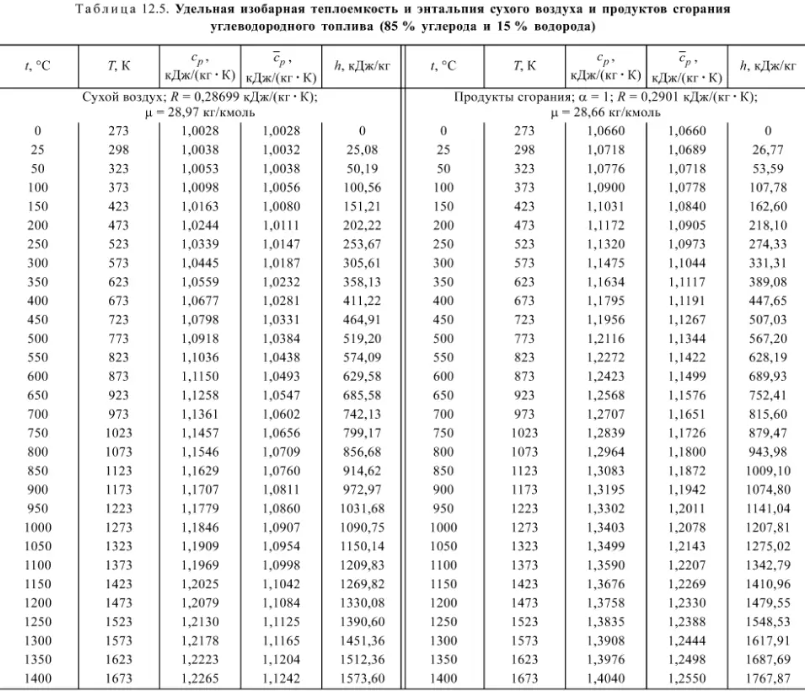 Таблица 12.5. Удельная изобарная теплоемкость и энтальпия сухого воздуха и продуктов сгорания
углеводородного топлива (85 % углерода и 15 % водорода)
t, °C T, К c_p, кДж/(кг · К) c̅_p, кДж/(кг · К) h, кДж/кг t, °C T, К c_p, кДж/(кг · К) c̅_p, кДж/(кг · К) h, кДж/кг
Сухой воздух; R = 0,28699 кДж/(кг · К); Продукты сгорания; α = 1; R = 0,2901 кДж/(кг · К);
μ = 28,97 кг/кмоль μ = 28,66 кг/кмоль
0 273 1,0028 1,0028 0 0 273 1,0660 1,0660 0
25 298 1,0038 1,0032 25,08 25 298 1,0718 1,0689 26,77
50 323 1,0053 1,0038 50,19 50 323 1,0776 1,0718 53,59
100 373 1,0098 1,0056 100,56 100 373 1,0900 1,0778 107,78
150 423 1,0163 1,0080 151,21 150 423 1,1031 1,0840 162,60
200 473 1,0244 1,0111 202,22 200 473 1,1172 1,0905 218,10
250 523 1,0339 1,0147 253,67 250 523 1,1320 1,0973 274,33
300 573 1,0445 1,0187 305,61 300 573 1,1475 1,1044 331,31
350 623 1,0559 1,0232 358,13 350 623 1,1634 1,1117 389,08
400 673 1,0677 1,0281 411,22 400 673 1,1795 1,1191 447,65
450 723 1,0798 1,0331 464,91 450 723 1,1956 1,1267 507,03
500 773 1,0918 1,0384 519,20 500 773 1,2116 1,1344 567,20
550 823 1,1036 1,0438 574,09 550 823 1,2272 1,1422 628,19
600 873 1,1150 1,0493 629,58 600 873 1,2423 1,1499 689,93
650 923 1,1258 1,0547 685,58 650 923 1,2568 1,1576 752,41
700 973 1,1361 1,0602 742,13 700 973 1,2707 1,1651 815,60
750 1023 1,1457 1,0656 799,17 750 1023 1,2839 1,1726 879,47
800 1073 1,1546 1,0709 856,68 800 1073 1,2964 1,1800 943,98
850 1123 1,1629 1,0760 914,62 850 1123 1,3083 1,1872 1009,10
900 1173 1,1707 1,0811 972,97 900 1173 1,3195 1,1942 1074,80
950 1223 1,1779 1,0860 1031,68 950 1223 1,3302 1,2011 1141,04
1000 1273 1,1846 1,0907 1090,75 1000 1273 1,3403 1,2078 1207,81
1050 1323 1,1909 1,0954 1150,14 1050 1323 1,3499 1,2143 1275,02
1100 1373 1,1969 1,0998 1209,83 1100 1373 1,3590 1,2207 1342,79
1150 1423 1,2025 1,1042 1269,82 1150 1423 1,3676 1,2269 1410,96
1200 1473 1,2079 1,1084 1330,08 1200 1473 1,3758 1,2330 1479,55
1250 1523 1,2130 1,1125 1390,60 1250 1523 1,3835 1,2388 1548,53
1300 1573 1,2178 1,1165 1451,36 1300 1573 1,3908 1,2444 1617,91
1350 1623 1,2223 1,1204 1512,36 1350 1623 1,3976 1,2498 1687,69
1400 1673 1,2265 1,1242 1573,60 1400 1673 1,4040 1,2550 1767,87